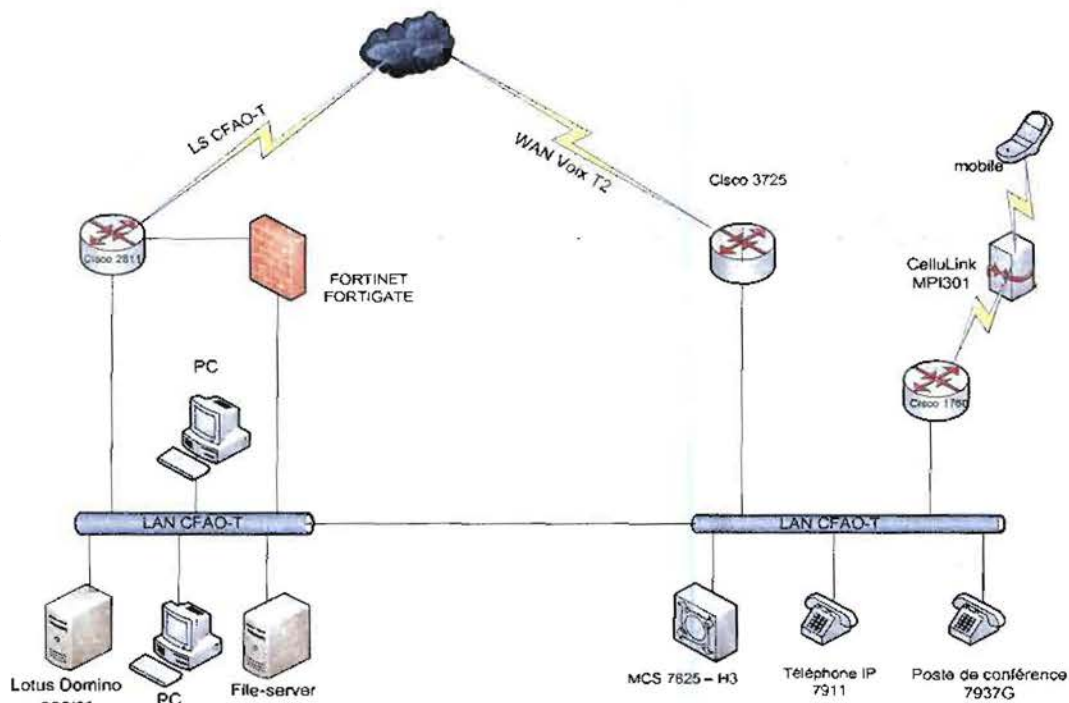 LS CFAO-T
WAN Voix T2
Cisco 3725
mobile
Cisco 2811
FORTINET
FORTIGATE
CelluLink
MPI301
PC
Cisco 1760
LAN CFAO-T
LAN CFAO-T
Lotus Domino
PC
File-server
MCS 7825 – H3
Téléphone IP
7911
Poste de conférence
7937G